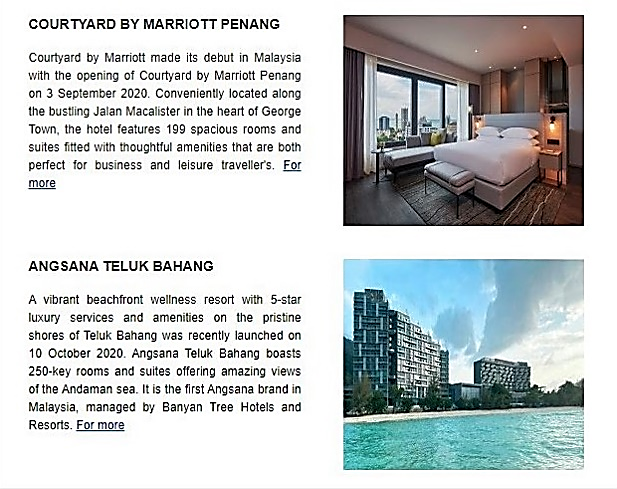 COURTYARD BY MARRIOTT PENANG
Courtyard by Marriott made its debut in Malaysia
with the opening of Courtyard by Marriott Penang
on 3 September 2020. Conveniently located along
the bustling Jalan Macalister in the heart of George
Town, the hotel features 199 spacious rooms and
suites fitted with thoughtful amenities that are both
perfect for business and leisure traveller's. For
more
ANGSANA TELUK BAHANG
A vibrant beachfront wellness resort with 5-star
luxury services and amenities on the pristine
shores of Teluk Bahang was recently launched on
10 October 2020. Angsana Teluk Bahang boasts
250-key rooms and suites offering amazing views
of the Andaman sea. It is the first Angsana brand in
Malaysia, managed by Banyan Tree Hotels and
Resorts. For more